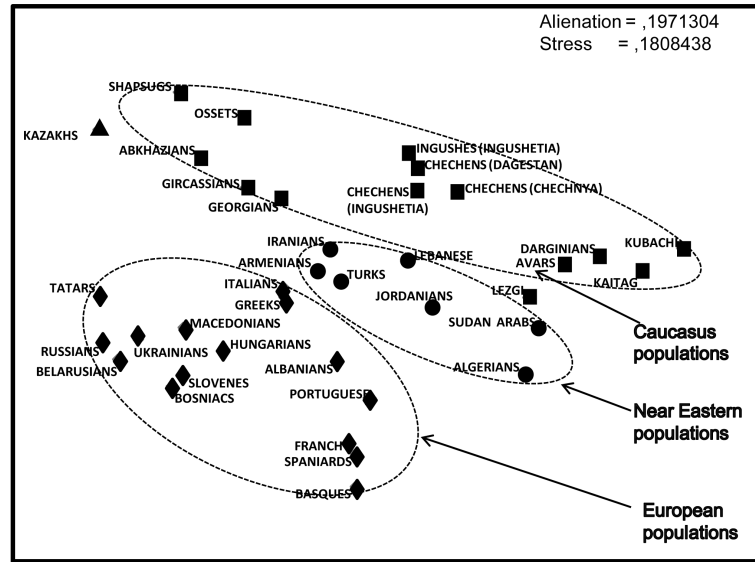 Alienation = ,1971304
Stress = ,1808438
SHAPSUGS
OSSETS
KAZAKHS
ABKHAZIANS
INGUSHES (INGUSHETIA)
CHECHENS (DAGESTAN)
GIRCASSIANS
GEORGIANS
CHECHENS
(INGUSHETIA)
CHECHENS (CHECHNYA)
IRANIANS
ARMENIANS
LEBANESE
TURKS
DARGINIANS
AVARS
KUBACHI
KAITAG
TATARS
ITALIANS
GREEKS
JORDANIANS
LEZGI
SUDAN ARABS
MACEDONIANS
RUSSIANS
UKRAINIANS
HUNGARIANS
BELARUSIANS
ALBANIANS
ALGERIANS
SLOVENES
BOSNIACS
PORTUGUESE
FRANCH
SPANIARDS
BASQUES
Caucasus
populations
Near Eastern
populations
European
populations